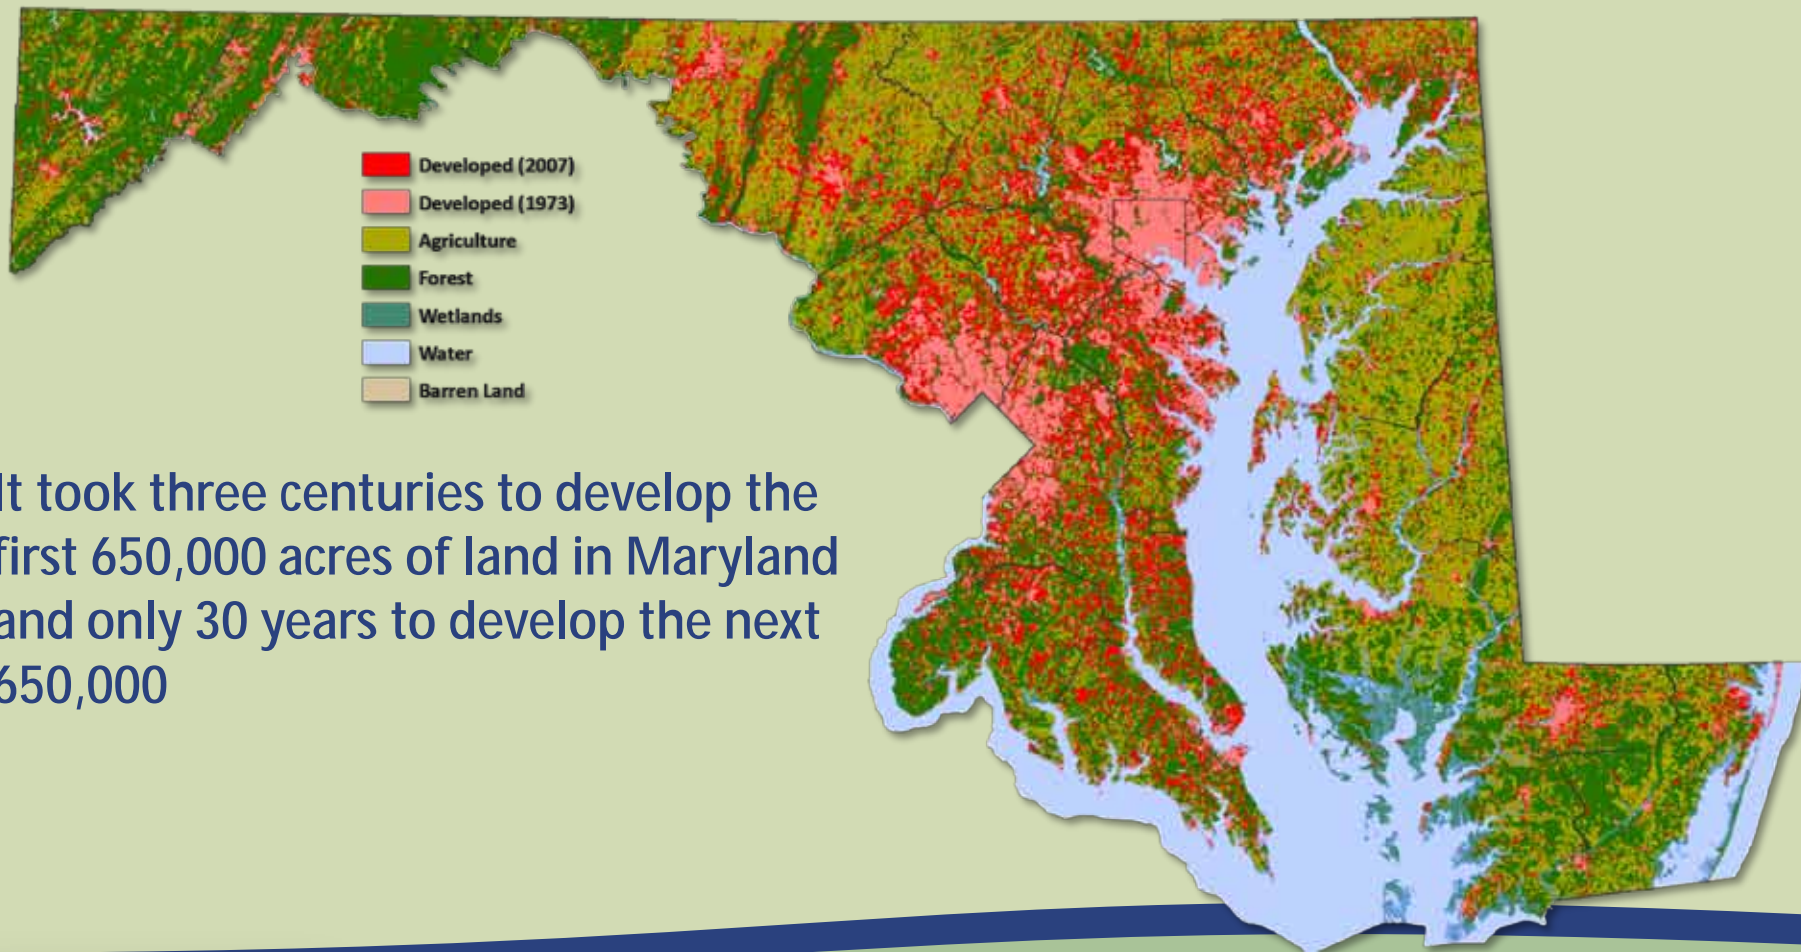 Developed (2007)
Developed (1973)
Agriculture
Forest
Wetlands
Water
Barren Land
It took three centuries to develop the
first 650,000 acres of land in Maryland
and only 30 years to develop the next
650,000